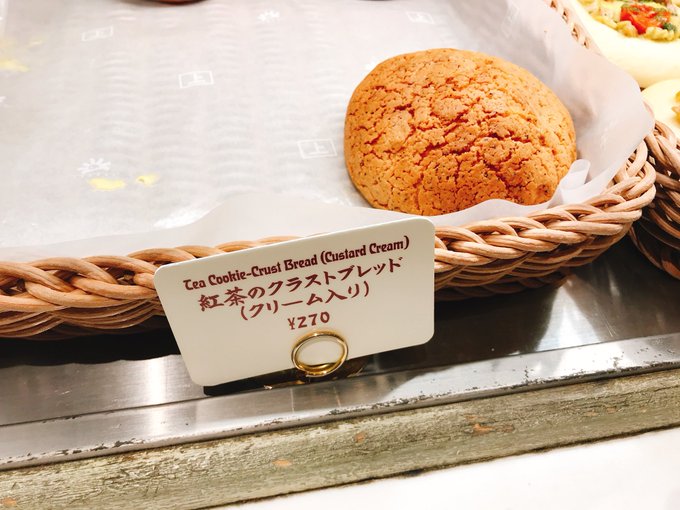 Tea Cookie-Crust Bread (Custard Cream)
紅茶のクラストブレッド
(クリーム入り)
¥270